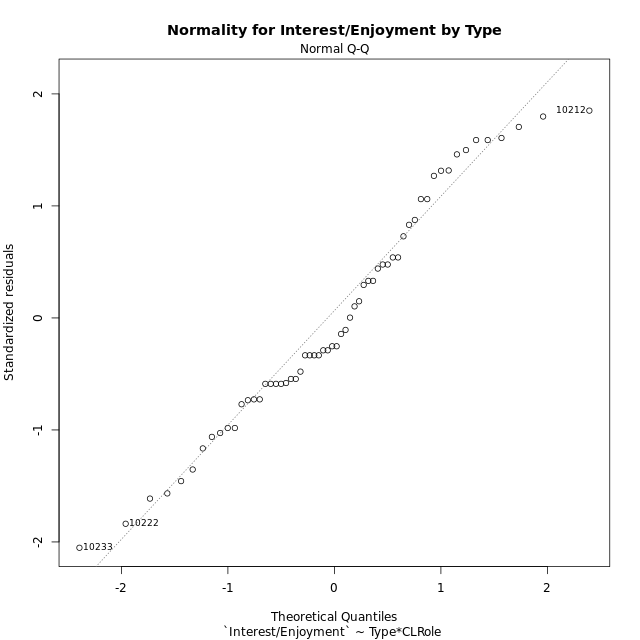 Normality for Interest/Enjoyment by Type
Normal Q-Q
2
1
0
-1
-2
Standardized residuals
10212
10222
10233
-2 -1 0 1 2
Theoretical Quantiles
`Interest/Enjoyment` ~ Type*CLRole